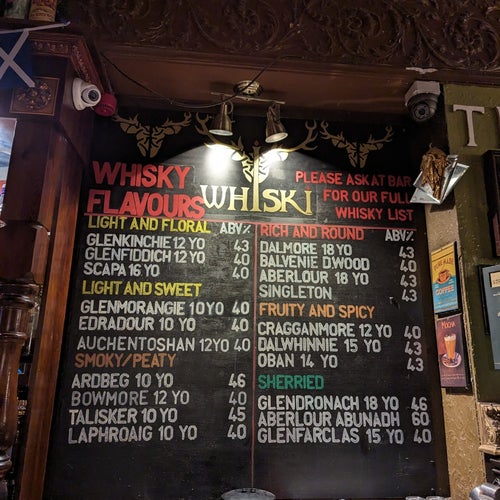 WHISKY
FLAVOURS
WHISKI
PLEASE ASK AT BAR
FOR OUR FULL
WHISKY LIST
LIGHT AND FLORAL ABV%
GLENKINCHIE 12 YO 43
GLENFIDDICH 12 YO 40
SCAPA 16 YO 40
LIGHT AND SWEET
GLENMORANGIE 10 YO 40
EDRADOUR 10 YO 40
AUCHENTOSHAN 12 YO 40
SMOKY/PEATY
ARDBEG 10 YO 46
BOWMORE 12 YO 40
TALISKER 10 YO 45
LAPHROAIG 10 YO 40
RICH AND ROUND ABV%
DALMORE 18 YO 43
BALVENIE D.WOOD 40
ABERLOUR 18 YO 43
SINGLETON 43
FRUITY AND SPICY
CRAGGANMORE 12 YO 40
DALWHINNIE 15 YO 43
OBAN 14 YO 43
SHERRIED
GLENDRONACH 18 YO 46
ABERLOUR ABUNADH 60
GLENFARCLAS 15 YO 40
T
COFFEE
MOCHA